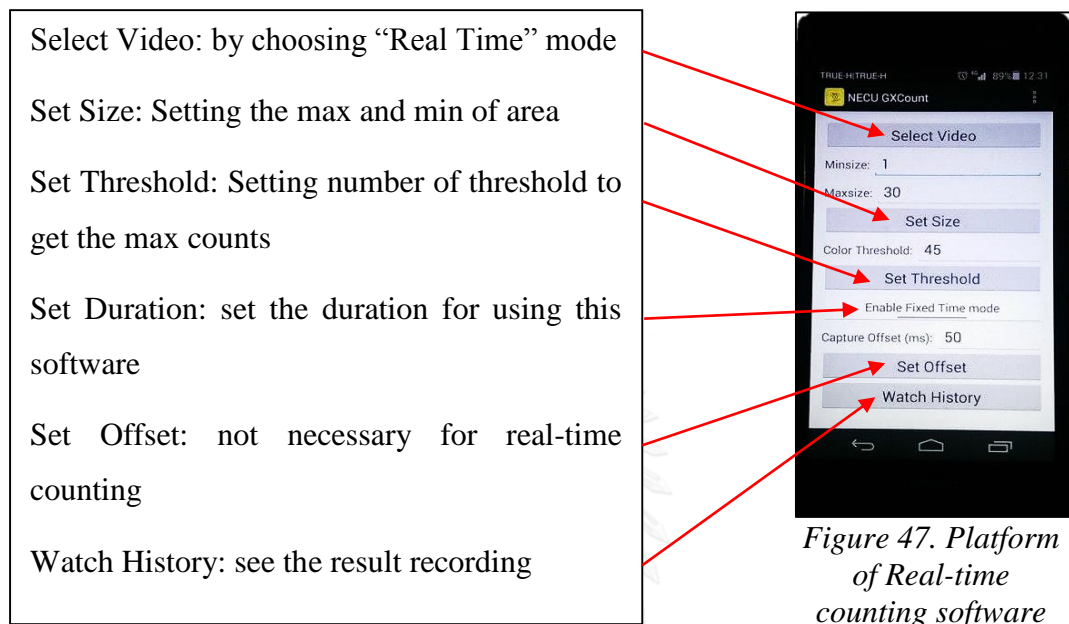 Select Video: by choosing “Real Time” mode
Set Size: Setting the max and min of area
Set Threshold: Setting number of threshold to
get the max counts
Set Duration: set the duration for using this
software
Set Offset: not necessary for real-time
counting
Watch History: see the result recording
TRUE-H|TRUE-H 4G 89% 12:31
NECU GXCount
Select Video
Minsize: 1
Maxsize: 30
Set Size
Color Threshold: 45
Set Threshold
Enable Fixed Time mode
Capture Offset (ms): 50
Set Offset
Watch History
Figure 47. Platform
of Real-time
counting software